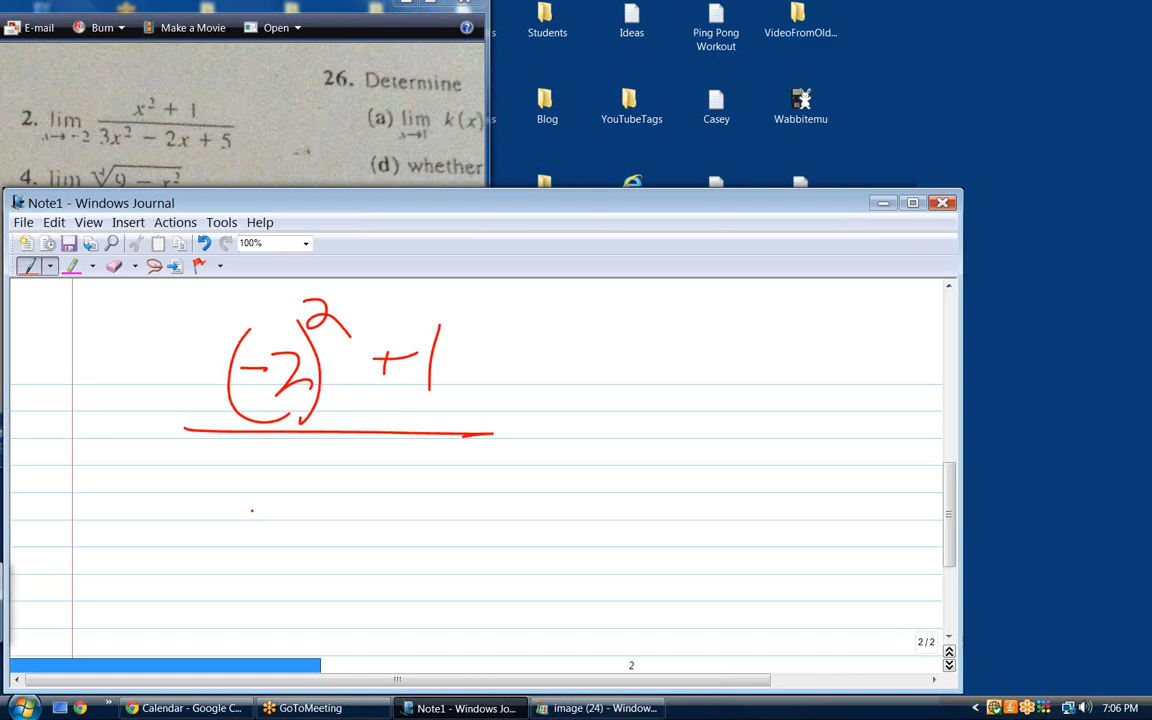 E-mail Burn Make a Movie Open
Students Ideas Ping Pong Workout VideoFromOld...
2. lim x→-2 (x² + 1)/(3x² - 2x + 5)
26. Determine
(a) lim k(x)
(d) whether
4. lim
Blog YouTubeTags Casey Wabbitemu
Note1 - Windows Journal
File Edit View Insert Actions Tools Help
100%
(-2)² +1
2/2
2
Calendar - Google C... GoToMeeting Note1 - Windows Jo... image (24) - Window... 7:06 PM